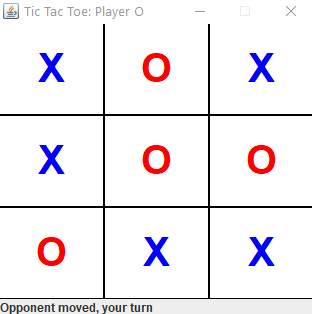 Tic Tac Toe: Player O
X O X
X O O
O X X
Opponent moved, your turn